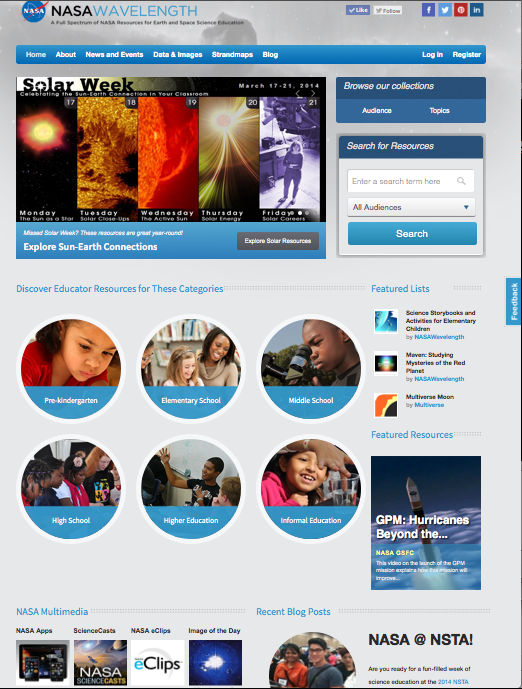 NASA
NASAWAVELENGTH
A Full Spectrum of NASA Resources for Earth and Space Science Education
Like
Follow
Home About News and Events Data & Images Strandmaps Blog Log In Register
Solar Week March 17-21, 2014
Celebrating the Sun-Earth Connection in Your Classroom
17 18 19 20 21
Monday Tuesday Wednesday Thursday Friday
The Sun as a Star Solar Close-Ups The Active Sun Solar Energy Solar Careers
Missed Solar Week? These resources are great year-round!
Explore Sun-Earth Connections
Explore Solar Resources
Browse our collections
Audience Topics
Search for Resources
Enter a search term here
All Audiences
Search
Feedback
Discover Educator Resources for These Categories
Pre-kindergarten
Elementary School
Middle School
High School
Higher Education
Informal Education
Featured Lists
Science Storybooks and
Activities for Elementary
Children
by NASAWavelength
Maven: Studying
Mysteries of the Red
Planet
by NASAWavelength
Multiverse Moon
by Multiverse
Featured Resources
GPM: Hurricanes
Beyond the...
NASA GSFC
This video on the launch of the GPM
mission explains how this mission will
improve...
NASA Multimedia
NASA Apps ScienceCasts NASA eClips Image of the Day
NASA
SCIENCECASTS
NASA
eClips
Recent Blog Posts
NASA @ NSTA!
Are you ready for a fun-filled week of
science education at the 2014 NSTA